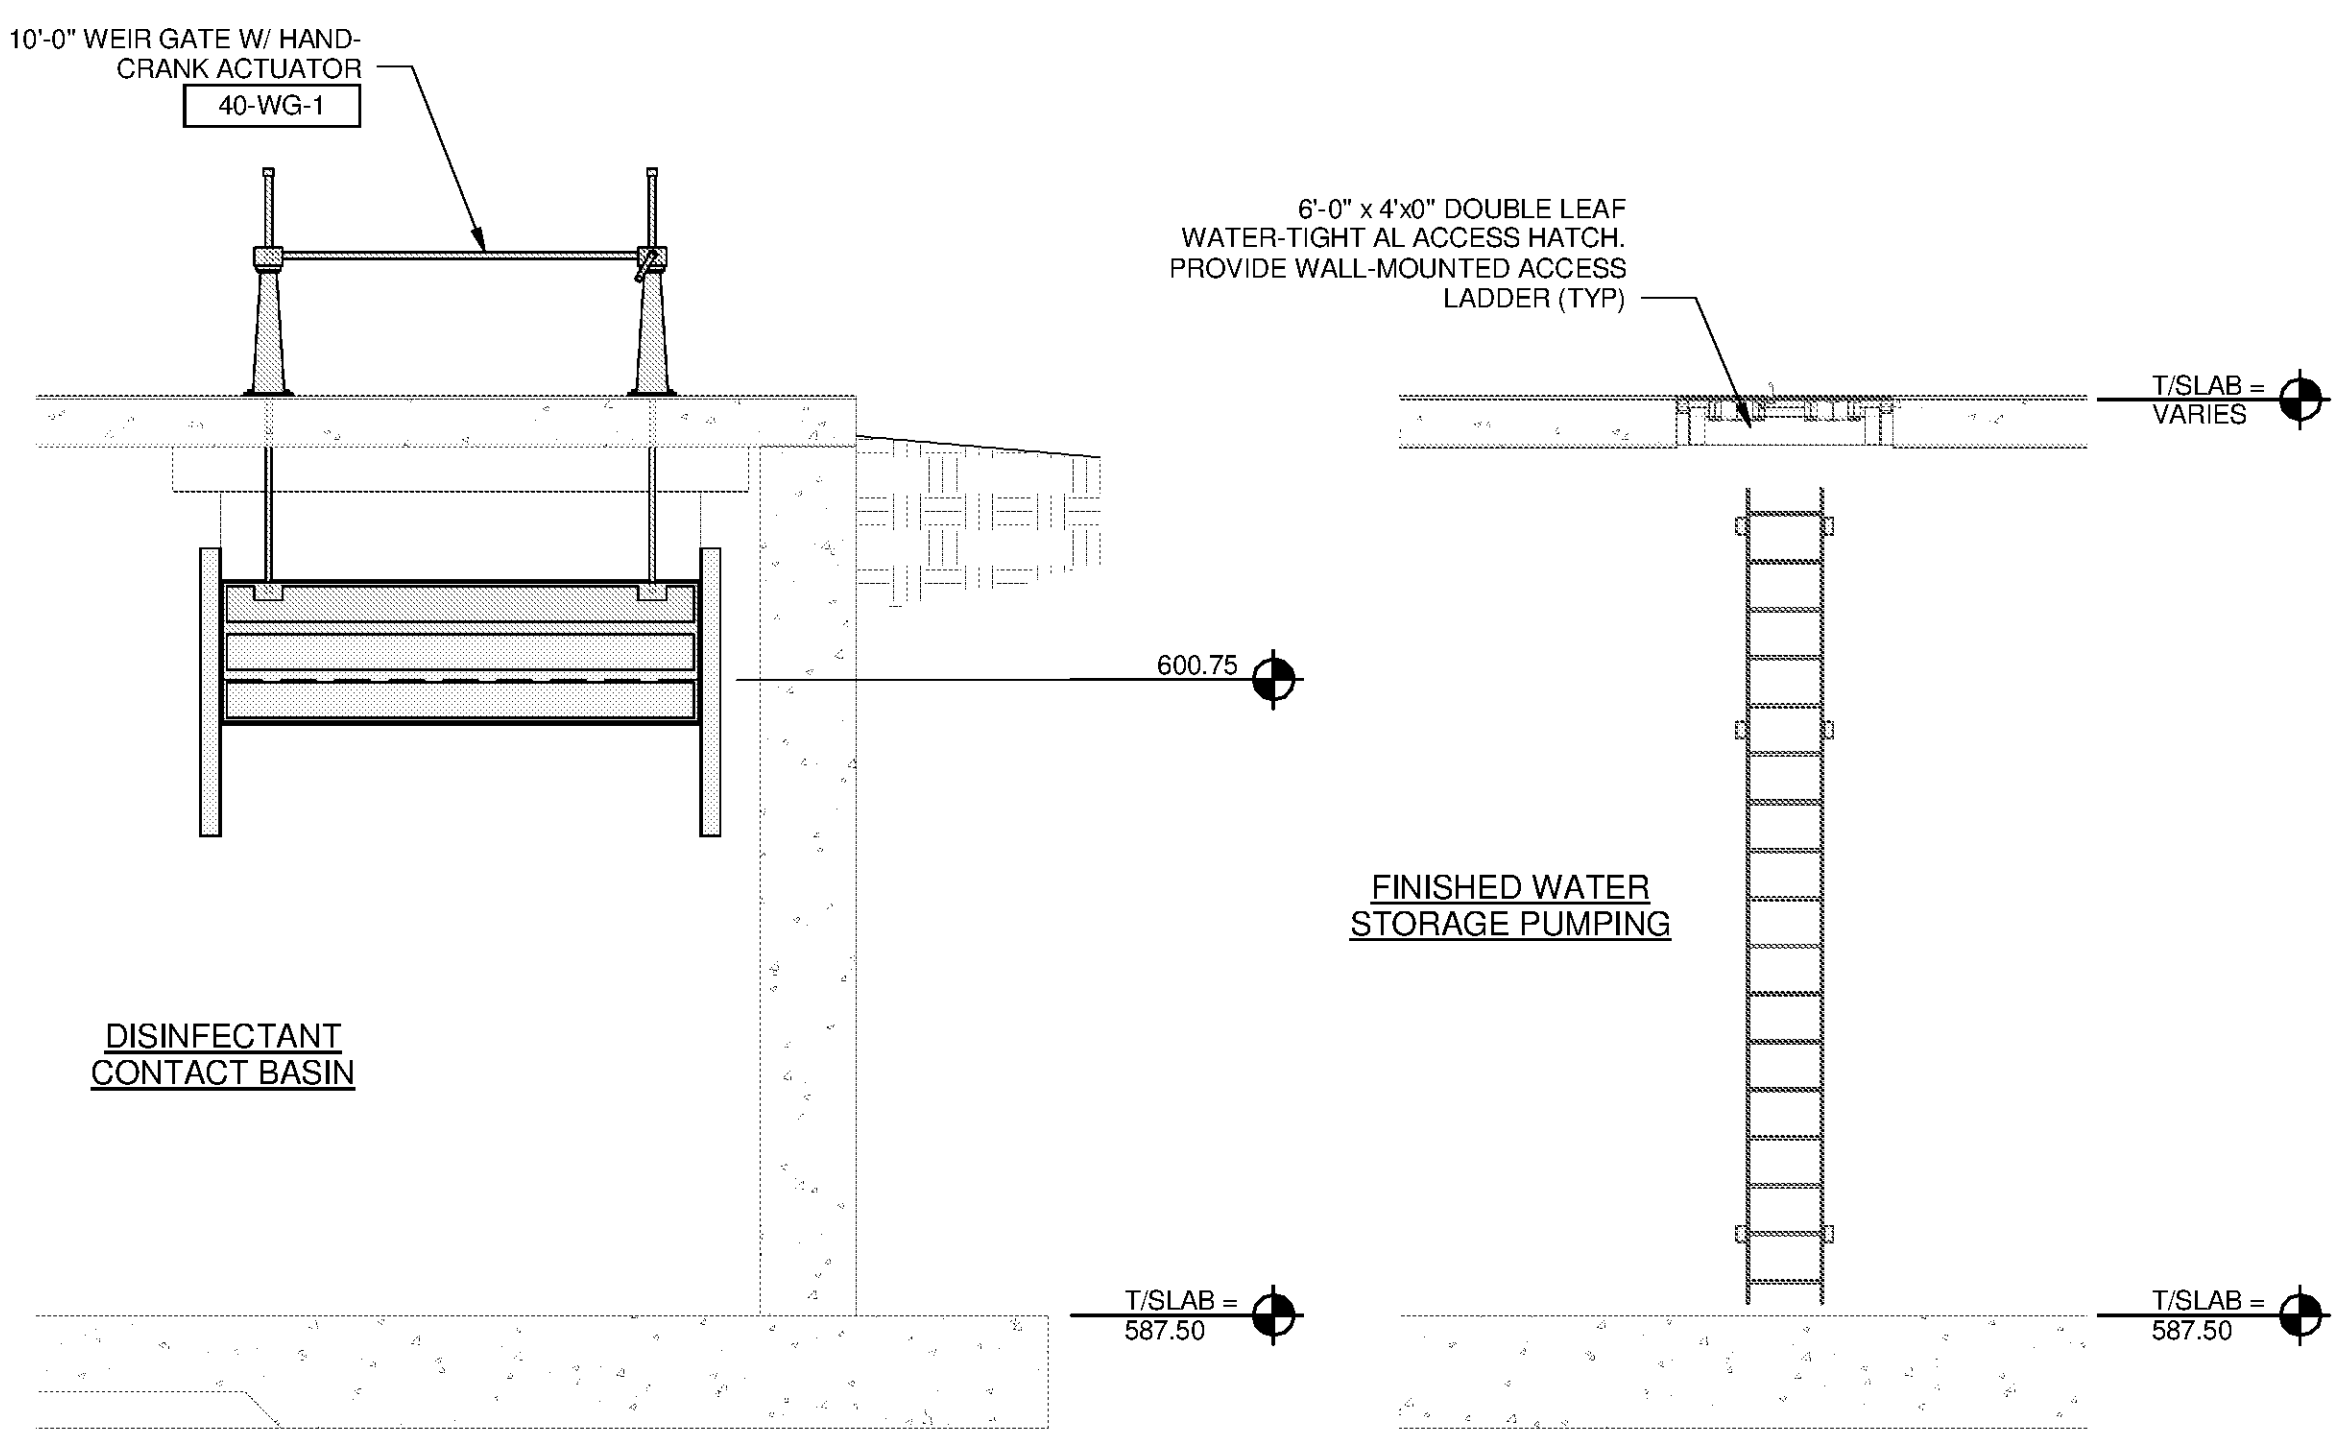 10'-0" WEIR GATE W/ HAND-
CRANK ACTUATOR
40-WG-1
6'-0" x 4'x0" DOUBLE LEAF
WATER-TIGHT AL ACCESS HATCH.
PROVIDE WALL-MOUNTED ACCESS
LADDER (TYP)
T/SLAB =
VARIES
600.75
FINISHED WATER
STORAGE PUMPING
DISINFECTANT
CONTACT BASIN
T/SLAB =
587.50
T/SLAB =
587.50